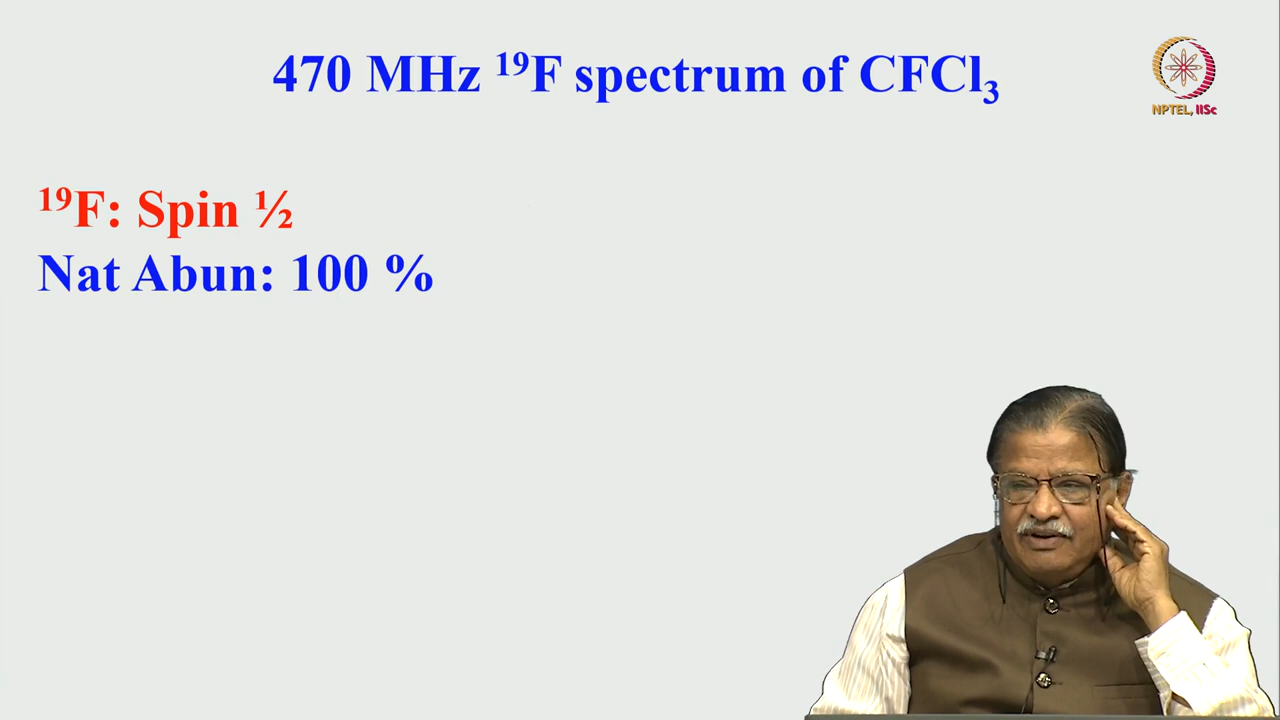 470 MHz ¹⁹F spectrum of CFCl₃
NPTEL, IISc
¹⁹F: Spin ½
Nat Abun: 100 %